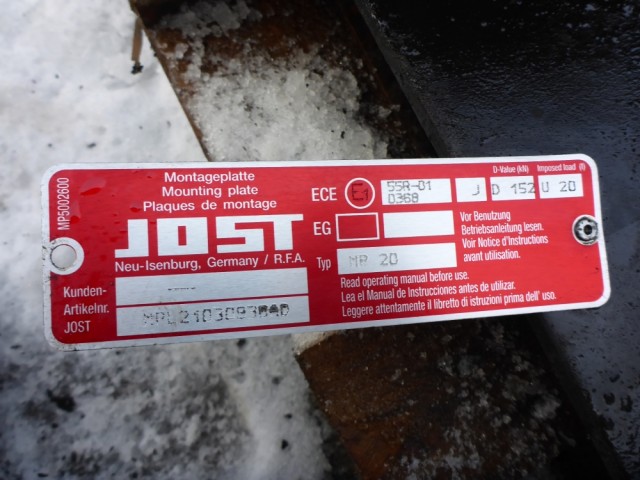 MP5002600
Montageplatte
Mounting plate
Plaques de montage
JOST
Neu-Isenburg, Germany / R.F.A.
Kunden-
Artikelnr.
JOST
ECE E1 55R-01 0368 J
D-Value (kN) D 152
Imposed load (t) U 20
EG
Typ MP 20
Vor Benutzung
Betriebsanleitung lesen.
Voir Notice d'Instructions
avant utilisation.
Read operating manual before use.
Lea el Manual de Instrucciones antes de utilizar.
Leggere attentamente il libretto di istruzioni prima dell' uso.